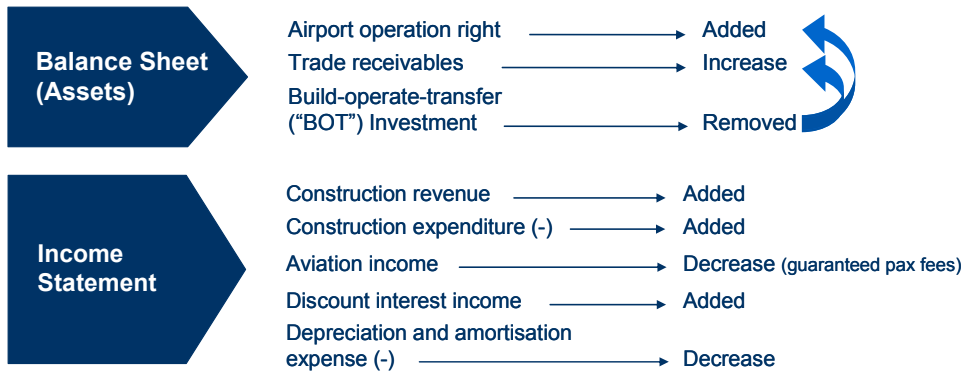 Balance Sheet
(Assets)
Airport operation right Added
Trade receivables Increase
Build-operate-transfer
("BOT") Investment Removed
Income
Statement
Construction revenue Added
Construction expenditure (-) Added
Aviation income Decrease (guaranteed pax fees)
Discount interest income Added
Depreciation and amortisation
expense (-) Decrease